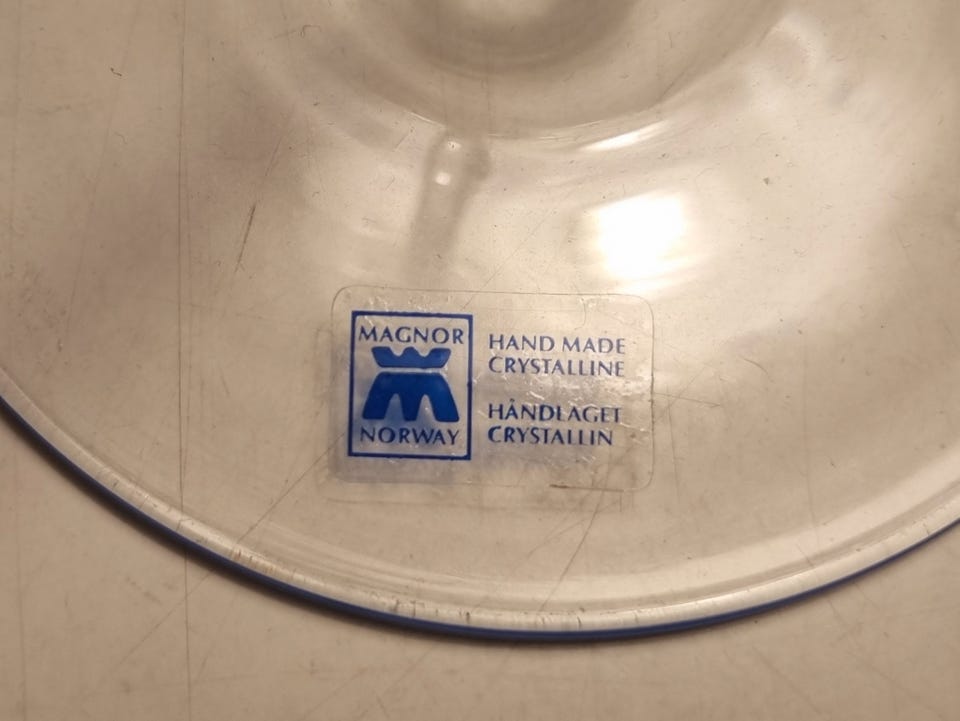 MAGNOR
NORWAY
HAND MADE
CRYSTALLINE
HÅNDLAGET
CRYSTALLIN